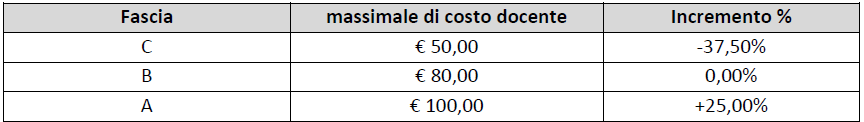 Fascia massimale di costo docente Incremento %
C € 50,00 -37,50%
B € 80,00 0,00%
A € 100,00 +25,00%